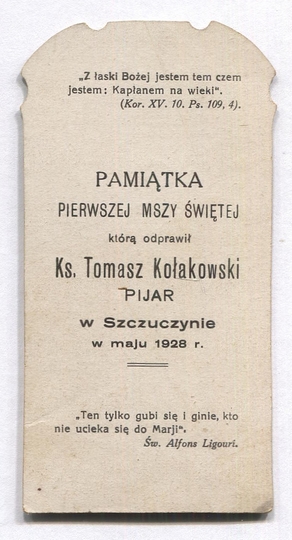 „Z łaski Bożej jestem tem czem
jestem: Kapłanem na wieki“.
(Kor. XV. 10. Ps. 109, 4).
PAMIĄTKA
PIERWSZEJ MSZY ŚWIĘTEJ
którą odprawił
Ks. Tomasz Kołakowski
PIJAR
w Szczuczynie
w maju 1928 r.
„Ten tylko gubi się i ginie, kto
nie ucieka się do Marji“.
Św. Alfons Ligouri.